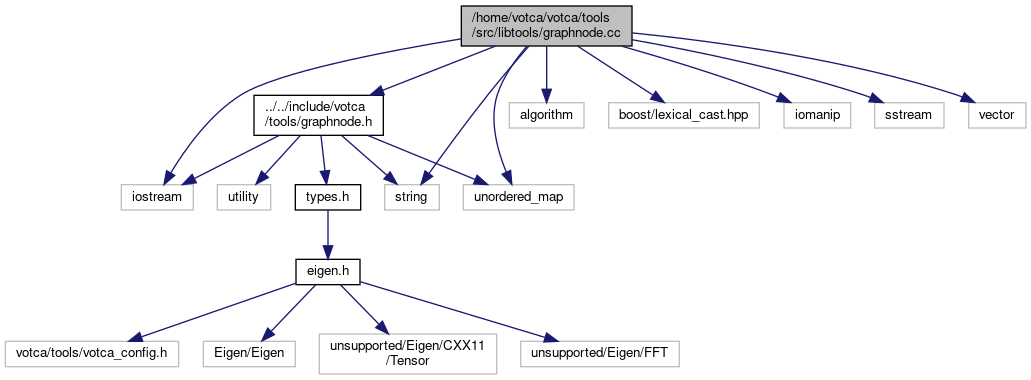 /home/votca/votca/tools
/src/libtools/graphnode.cc
../../include/votca
/tools/graphnode.h
algorithm
boost/lexical_cast.hpp
iomanip
sstream
vector
iostream
utility
types.h
string
unordered_map
eigen.h
votca/tools/votca_config.h
Eigen/Eigen
unsupported/Eigen/CXX11
/Tensor
unsupported/Eigen/FFT